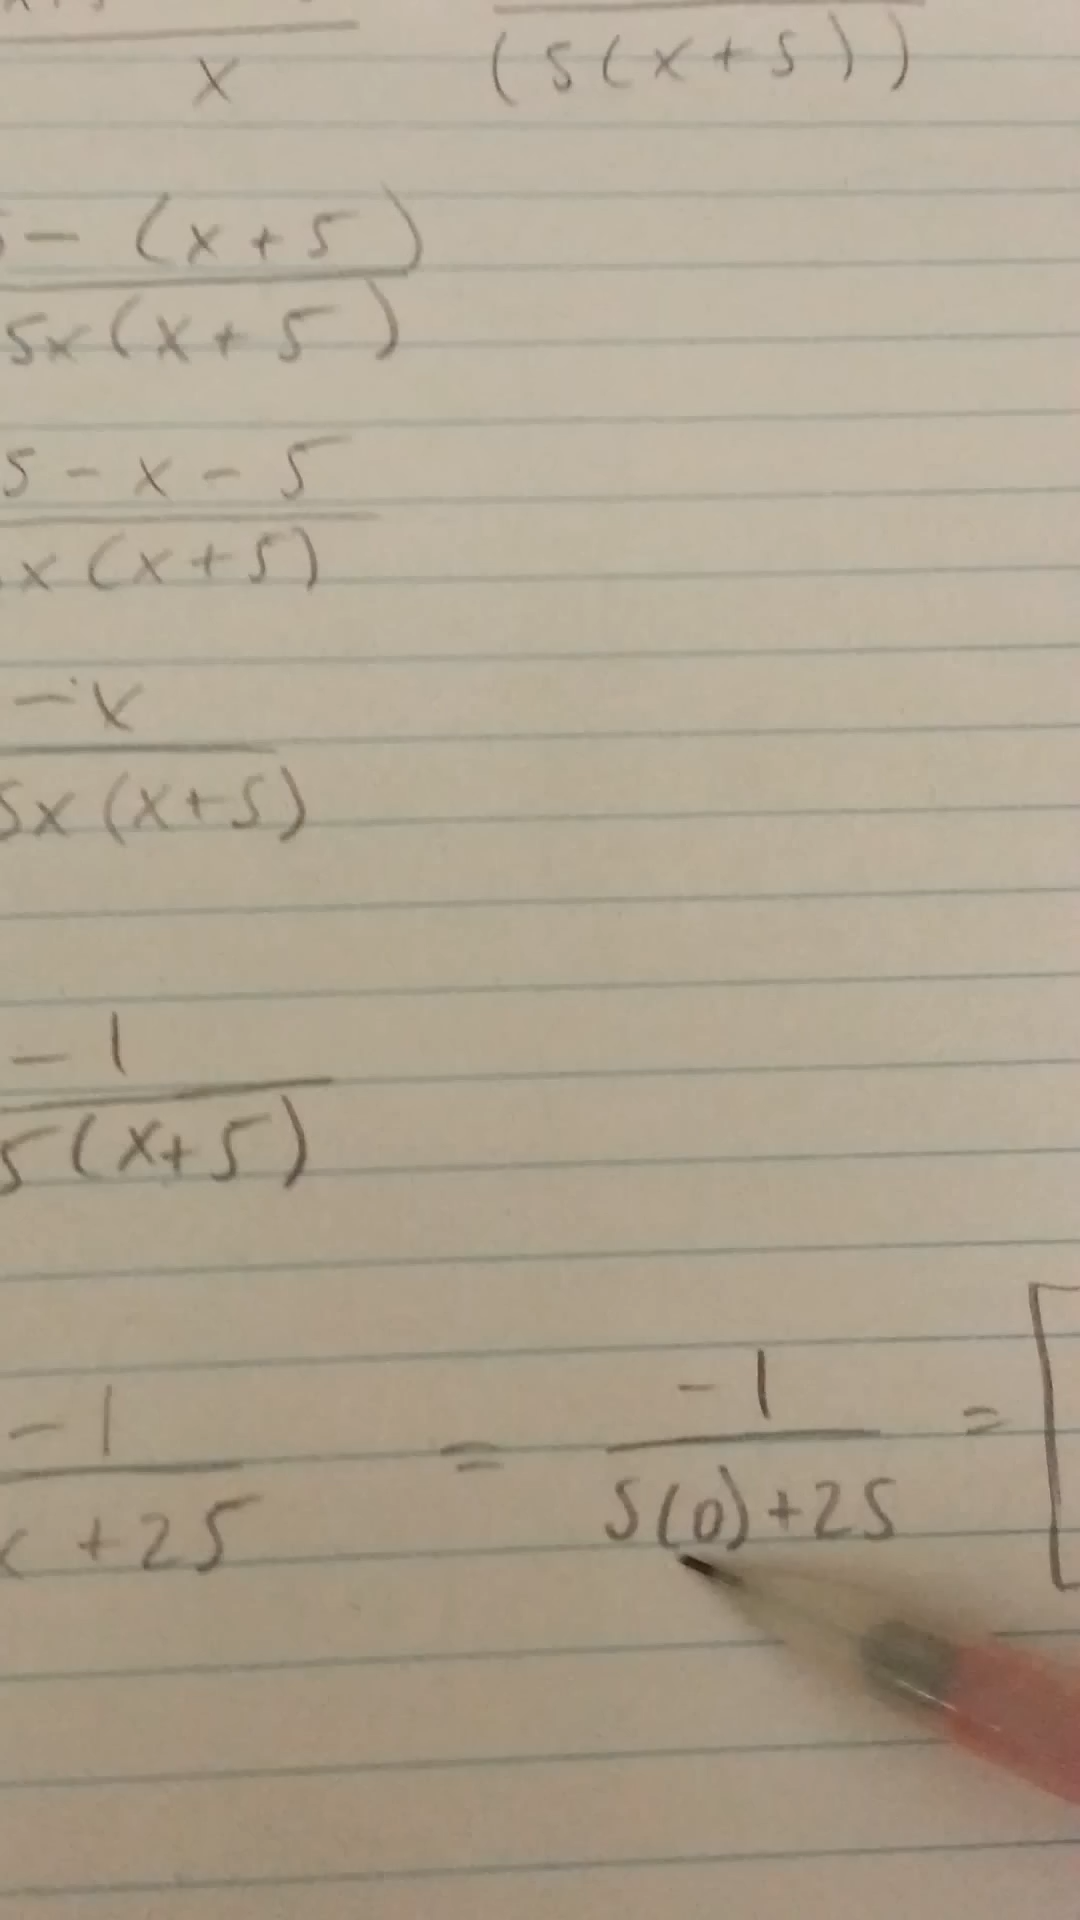 x (5(x+5))
- (x+5)
5x(x+5)
5-x-5
x(x+5)
-x
5x(x+5)
-1
5(x+5)
-1 = -1 =
+25 5(0)+25